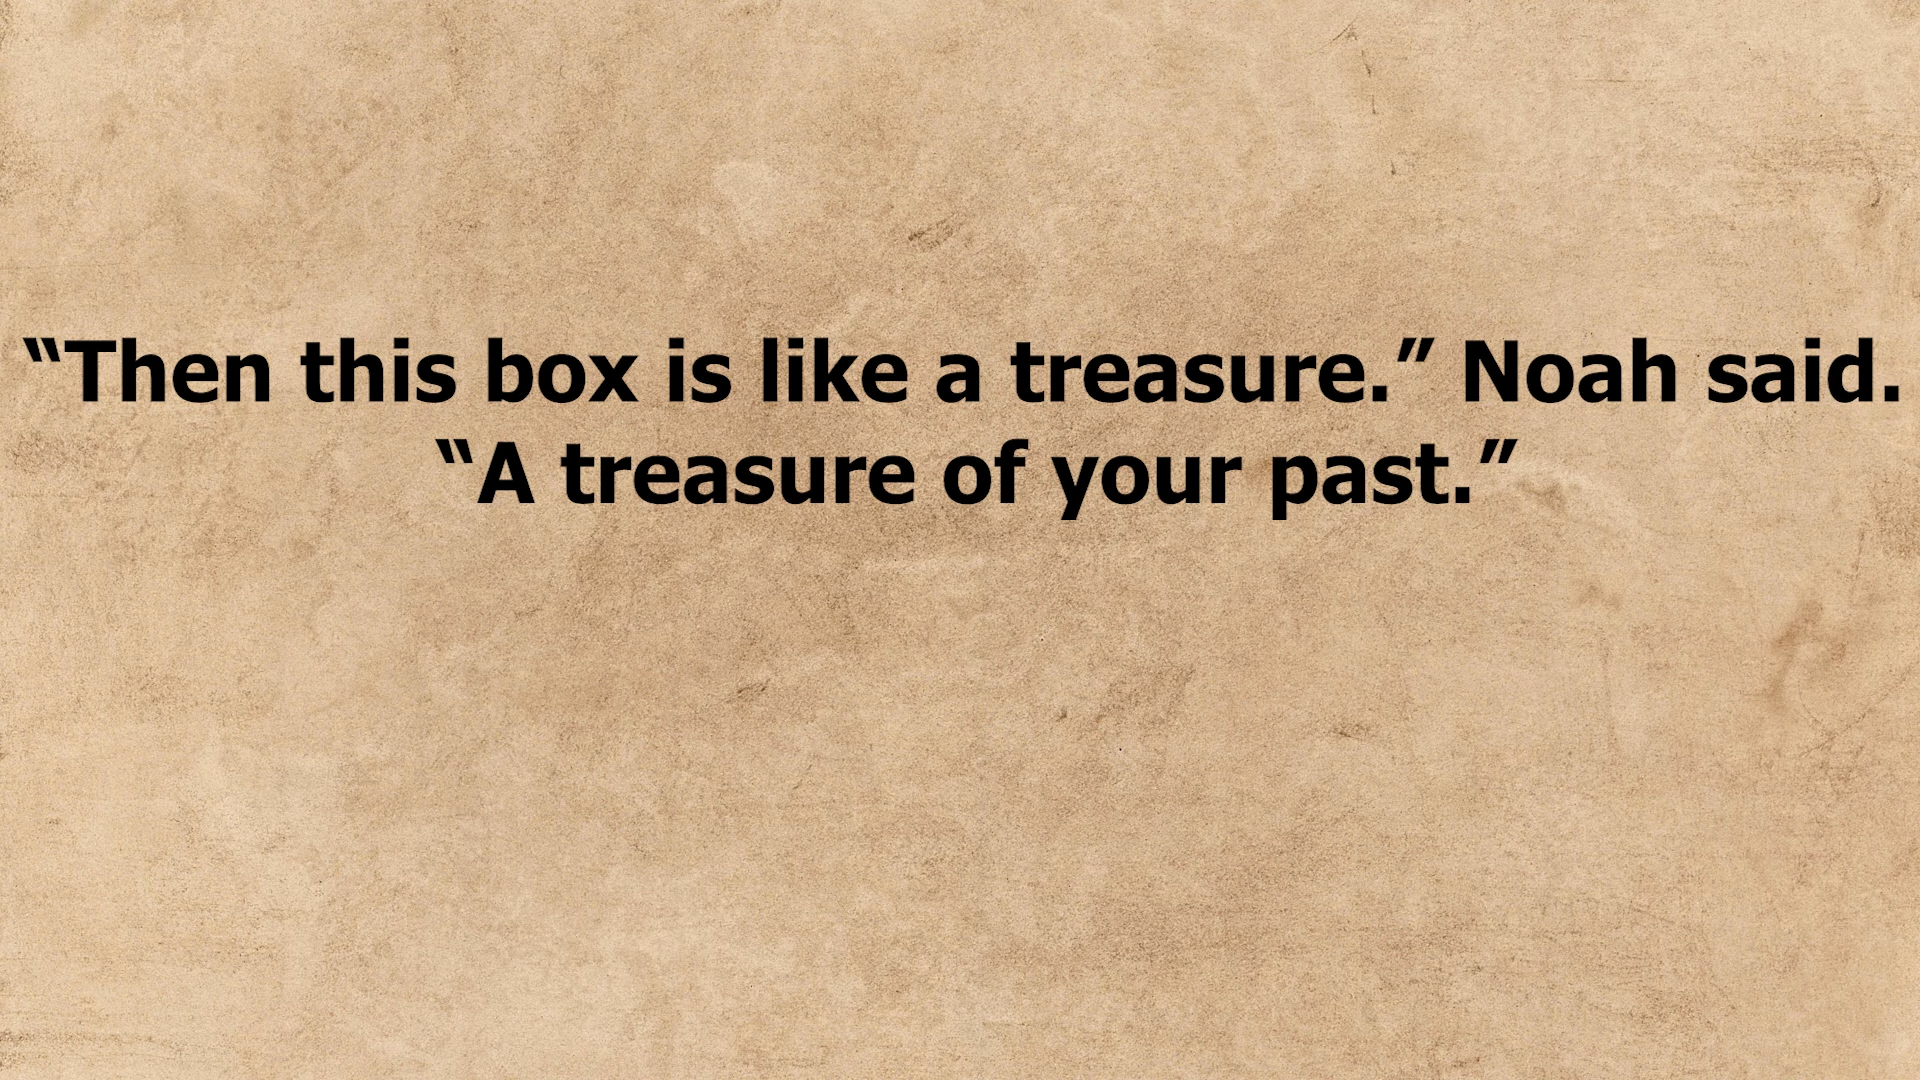 “Then this box is like a treasure.” Noah said.
“A treasure of your past.”